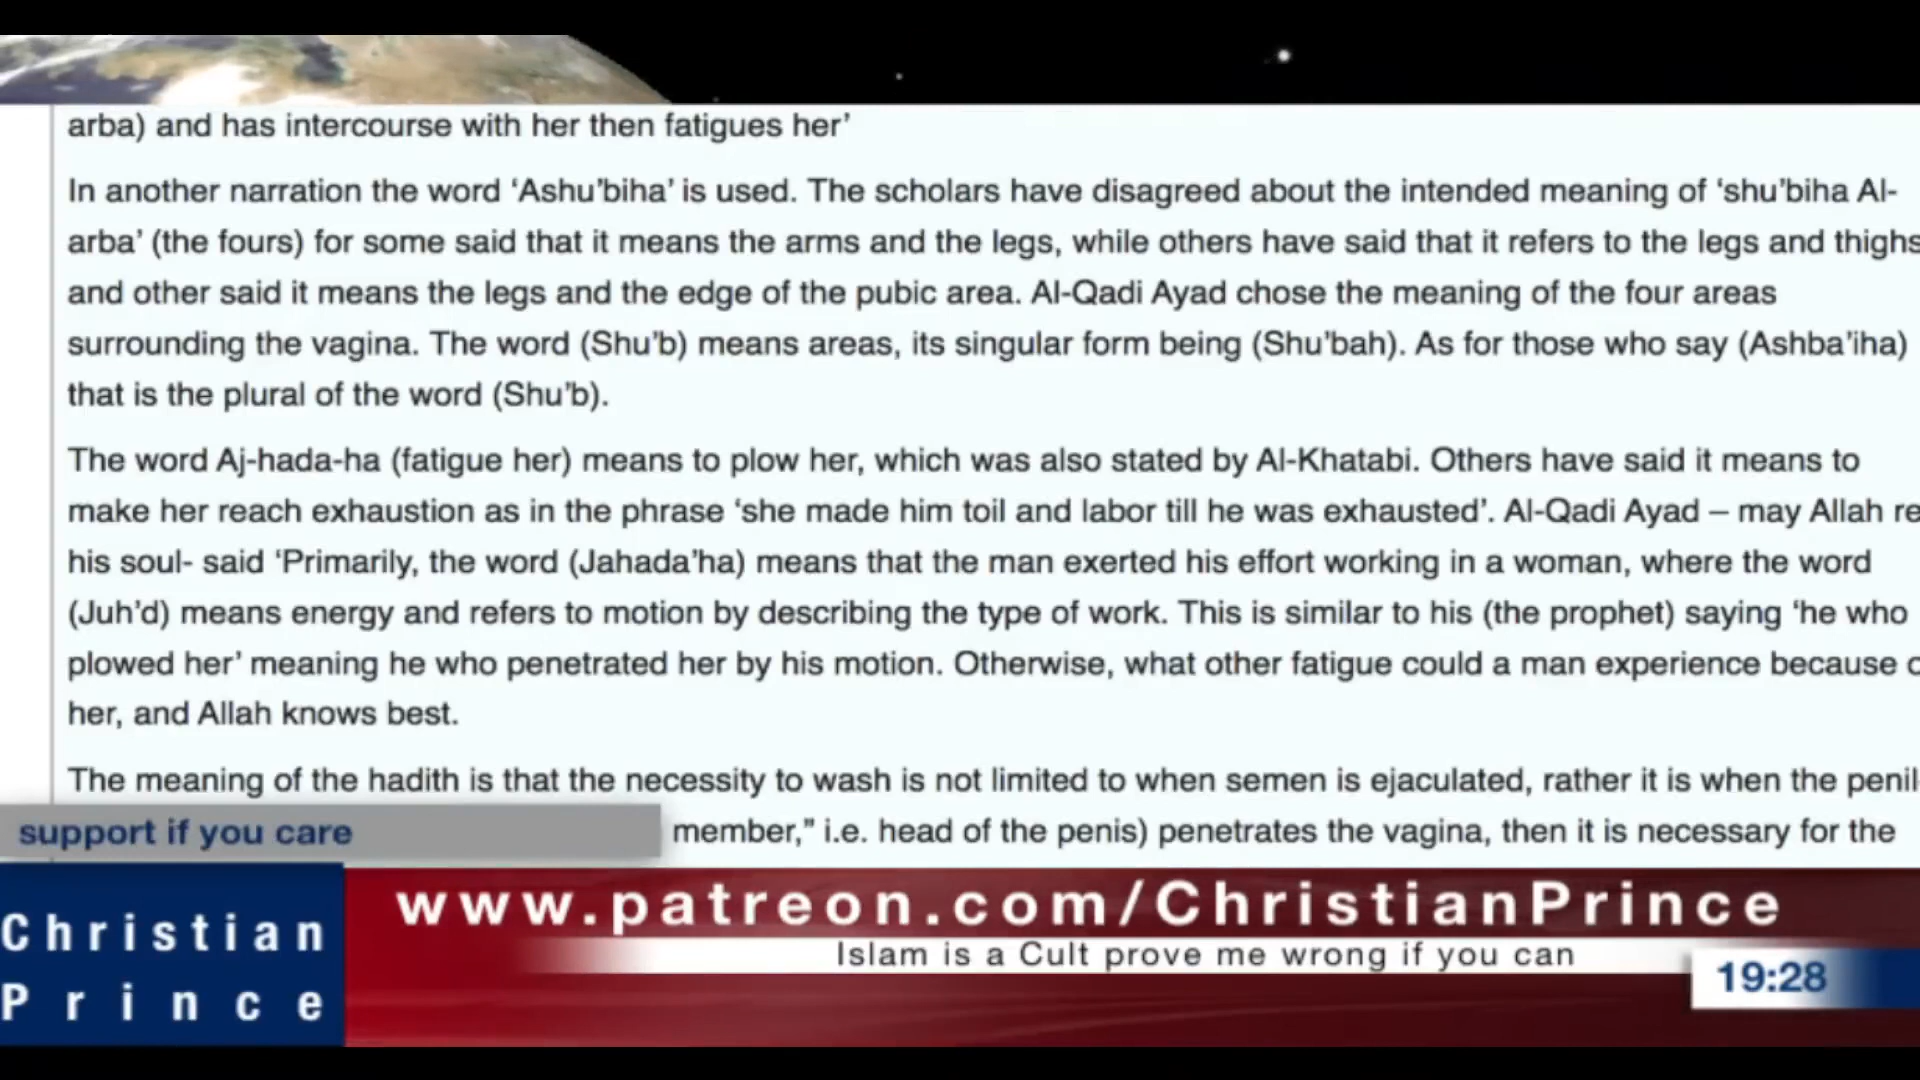 arba) and has intercourse with her then fatigues her’
In another narration the word ‘Ashu’biha’ is used. The scholars have disagreed about the intended meaning of ‘shu’biha Al-
arba’ (the fours) for some said that it means the arms and the legs, while others have said that it refers to the legs and thighs
and other said it means the legs and the edge of the pubic area. Al-Qadi Ayad chose the meaning of the four areas
surrounding the vagina. The word (Shu’b) means areas, its singular form being (Shu’bah). As for those who say (Ashba’iha)
that is the plural of the word (Shu’b).
The word Aj-hada-ha (fatigue her) means to plow her, which was also stated by Al-Khatabi. Others have said it means to
make her reach exhaustion as in the phrase ‘she made him toil and labor till he was exhausted’. Al-Qadi Ayad – may Allah re
his soul- said ‘Primarily, the word (Jahada’ha) means that the man exerted his effort working in a woman, where the word
(Juh’d) means energy and refers to motion by describing the type of work. This is similar to his (the prophet) saying ‘he who
plowed her’ meaning he who penetrated her by his motion. Otherwise, what other fatigue could a man experience because
her, and Allah knows best.
The meaning of the hadith is that the necessity to wash is not limited to when semen is ejaculated, rather it is when the penil
member,” i.e. head of the penis) penetrates the vagina, then it is necessary for the
support if you care
Christian
Prince
www.patreon.com/ChristianPrince
Islam is a Cult prove me wrong if you can
19:28